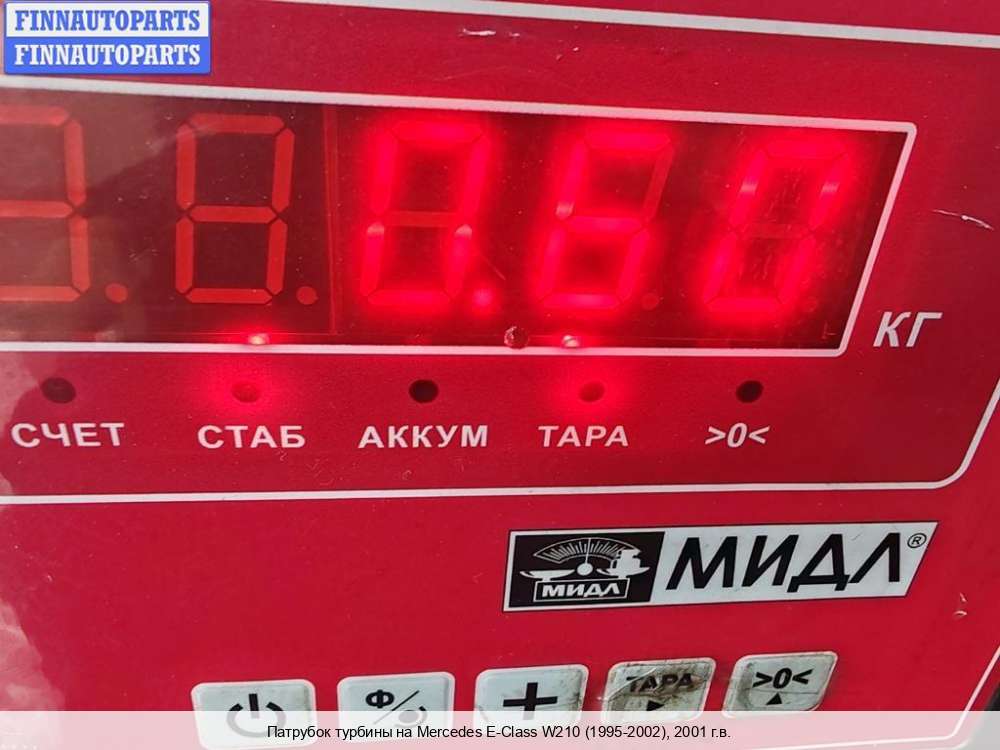 FINNAUTOPARTS
FINNAUTOPARTS
0.60
КГ
СЧЕТ СТАБ АККУМ ТАРА >0<
МИДЛ МИДЛ®
Ф/
+ ТАРА >0<
Патрубок турбины на Mercedes E-Class W210 (1995-2002), 2001 г.в.